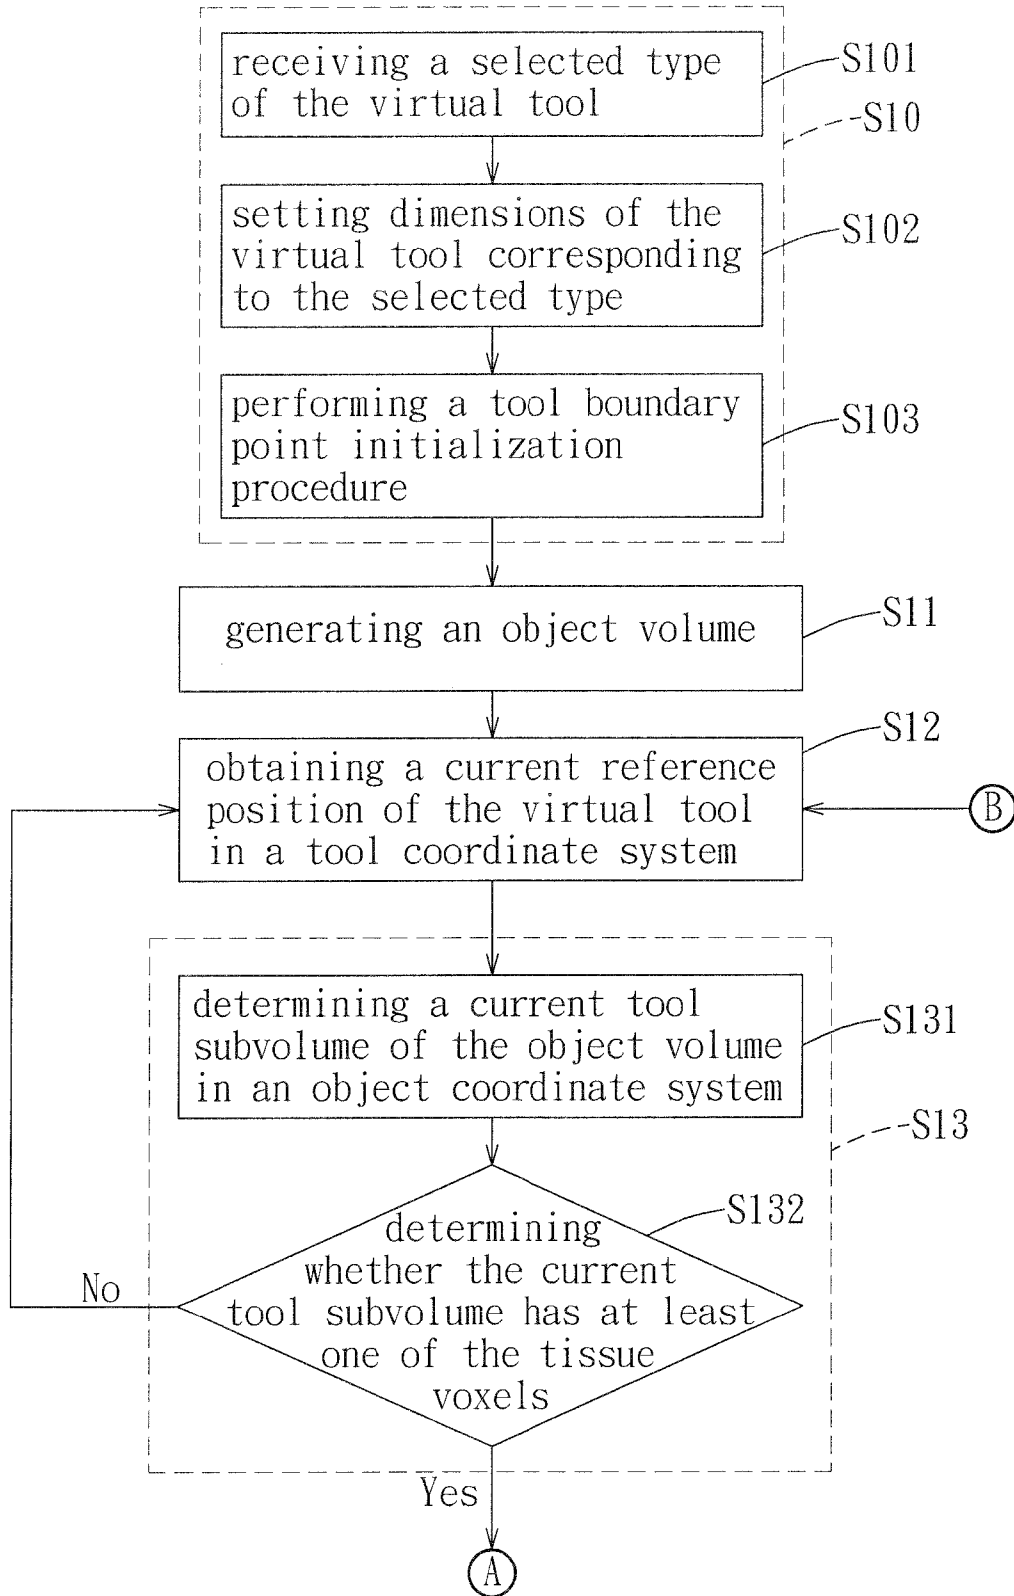 receiving a selected type
of the virtual tool
S101
S10
setting dimensions of the
virtual tool corresponding
to the selected type
S102
performing a tool boundary
point initialization
procedure
S103
generating an object volume
S11
obtaining a current reference
position of the virtual tool
in a tool coordinate system
S12
B
determining a current tool
subvolume of the object volume
in an object coordinate system
S131
S13
determining
whether the current
tool subvolume has at least
one of the tissue
voxels
S132
No
Yes
A